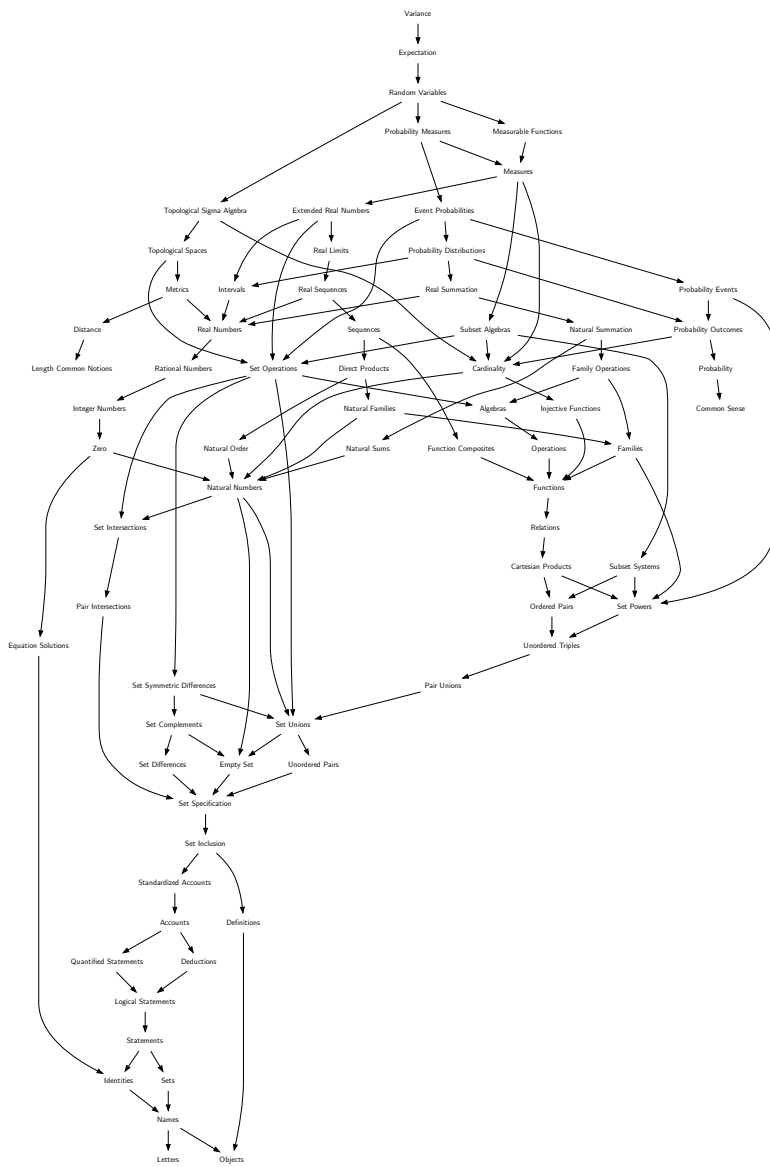 Variance
Expectation
Random Variables
Probability Measures
Measurable Functions
Measures
Topological Sigma Algebra
Extended Real Numbers
Event Probabilities
Topological Spaces
Real Limits
Probability Distributions
Metrics
Intervals
Real Sequences
Real Summation
Probability Events
Distance
Real Numbers
Sequences
Subset Algebras
Natural Summation
Probability Outcomes
Length Common Notions
Rational Numbers
Set Operations
Direct Products
Cardinality
Family Operations
Probability
Integer Numbers
Natural Families
Algebras
Injective Functions
Common Sense
Zero
Natural Order
Natural Sums
Function Composites
Operations
Families
Natural Numbers
Functions
Set Intersections
Relations
Cartesian Products
Subset Systems
Pair Intersections
Ordered Pairs
Set Powers
Equation Solutions
Unordered Triples
Set Symmetric Differences
Pair Unions
Set Complements
Set Unions
Set Differences
Empty Set
Unordered Pairs
Set Specification
Set Inclusion
Standardized Accounts
Accounts
Definitions
Quantified Statements
Deductions
Logical Statements
Statements
Identities
Sets
Names
Letters
Objects